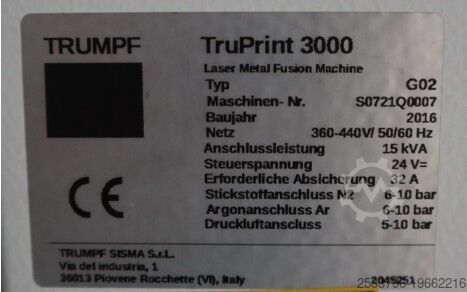 TRUMPF
TruPrint 3000
Laser Metal Fusion Machine
Typ G02
Maschinen- Nr. S0721Q0007
Baujahr 2016
Netz 360-440V/ 50/60 Hz
Anschlussleistung 15 kVA
Steuerspannung 24 V=
Erforderliche Absicherung 32 A
Stickstoffanschluss N2 6-10 bar
Argonanschluss Ar 6-10 bar
Druckluftanscluss 5-10 bar
CE
TRUMPF SISMA S.r.L.
Via del industria, 1
36013 Piovene Rocchette (VI), Italy
2045251